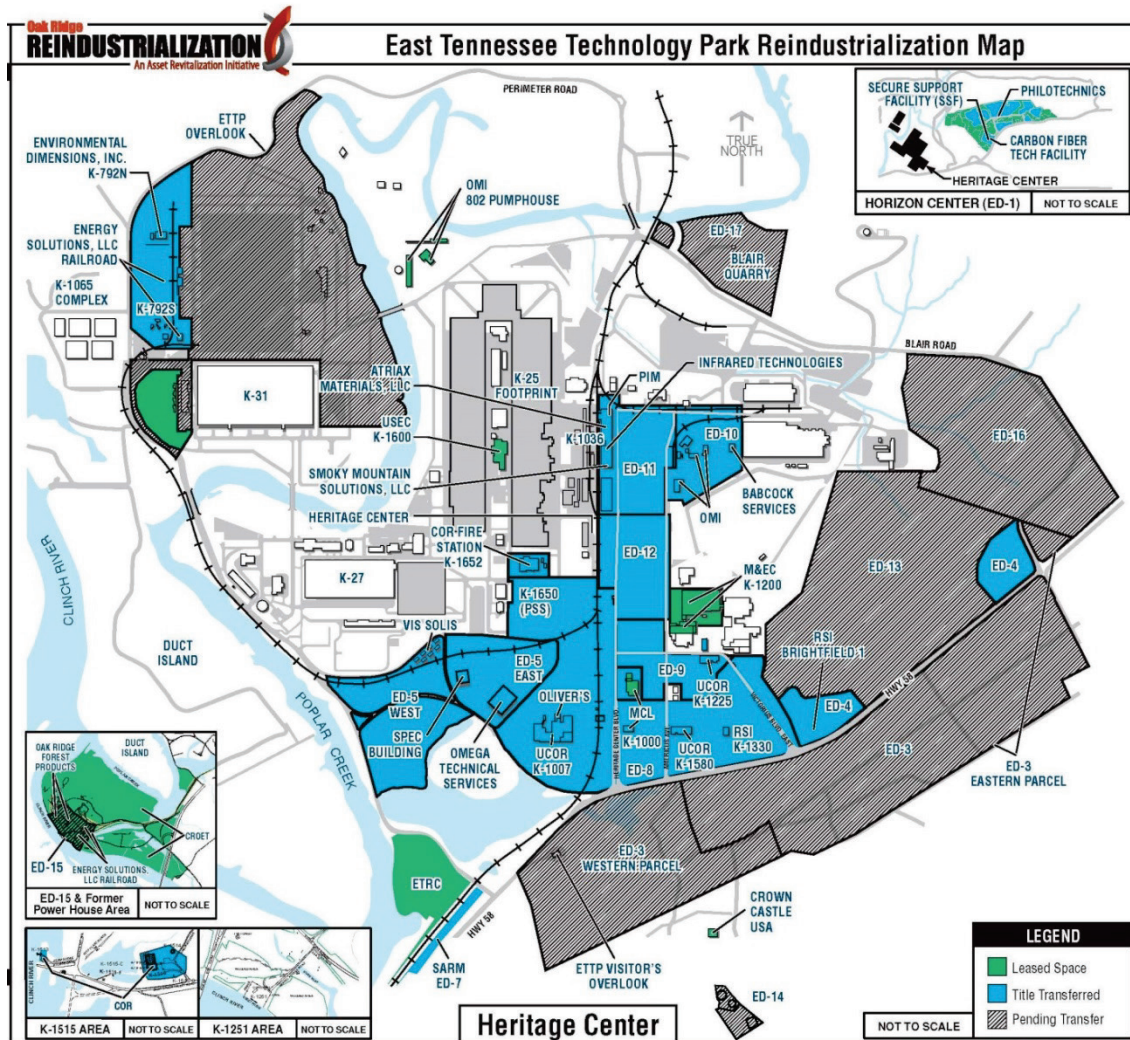 Oak Ridge
REINDUSTRIALIZATION
An Asset Revitalization Initiative
East Tennessee Technology Park Reindustrialization Map
PERIMETER ROAD
TRUE
NORTH
SECURE SUPPORT
FACILITY (SSF)
PHILOTECHNICS
CARBON FIBER
TECH FACILITY
HERITAGE CENTER
HORIZON CENTER (ED-1)
NOT TO SCALE
ETTP
OVERLOOK
ENVIRONMENTAL
DIMENSIONS, INC.
K-792N
OMI
802 PUMPHOUSE
ENERGY
SOLUTIONS, LLC
RAILROAD
K-1065
COMPLEX
K-792S
ED-17
BLAIR
QUARRY
BLAIR ROAD
INFRARED TECHNOLOGIES
ATRIAX
MATERIALS, LLC
PIM
K-25
FOOTPRINT
K-31
USEC
K-1600
K-1036
ED-10
ED-16
ED-11
SMOKY MOUNTAIN
SOLUTIONS, LLC
BABCOCK
SERVICES
OMI
HERITAGE CENTER
COR-FIRE
STATION
K-1652
ED-12
M&EC
K-1200
ED-13
ED-4
K-27
K-1650
(PSS)
CLINCH RIVER
DUCT
ISLAND
VIS SOLIS
ED-5
EAST
ED-5
WEST
RSI
BRIGHTFIELD 1
HWY 58
ED-9
UCOR
K-1225
ED-4
OLIVER'S
MCL
SPEC
BUILDING
HERITAGE CENTER BLVD.
K-1000
UCOR
K-1580
RSI
K-1330
ED-3
POPLAR CREEK
OMEGA
TECHNICAL
SERVICES
UCOR
K-1007
ED-8
ED-3
EASTERN PARCEL
OAK RIDGE
FOREST
PRODUCTS
DUCT
ISLAND
CLINCH RIVER
CROET
ED-15
ENERGY SOLUTIONS,
LLC RAILROAD
ED-15 & Former
Power House Area
NOT TO SCALE
ED-3
WESTERN PARCEL
ETRC
CROWN
CASTLE
USA
HWY 58
SARM
ED-7
ETTP VISITOR'S
OVERLOOK
ED-14
CLINCH RIVER
COR
K-1515 AREA
NOT TO SCALE
CLINCH RIVER
K-1251 AREA
NOT TO SCALE
Heritage Center
NOT TO SCALE
LEGEND
Leased Space
Title Transferred
Pending Transfer